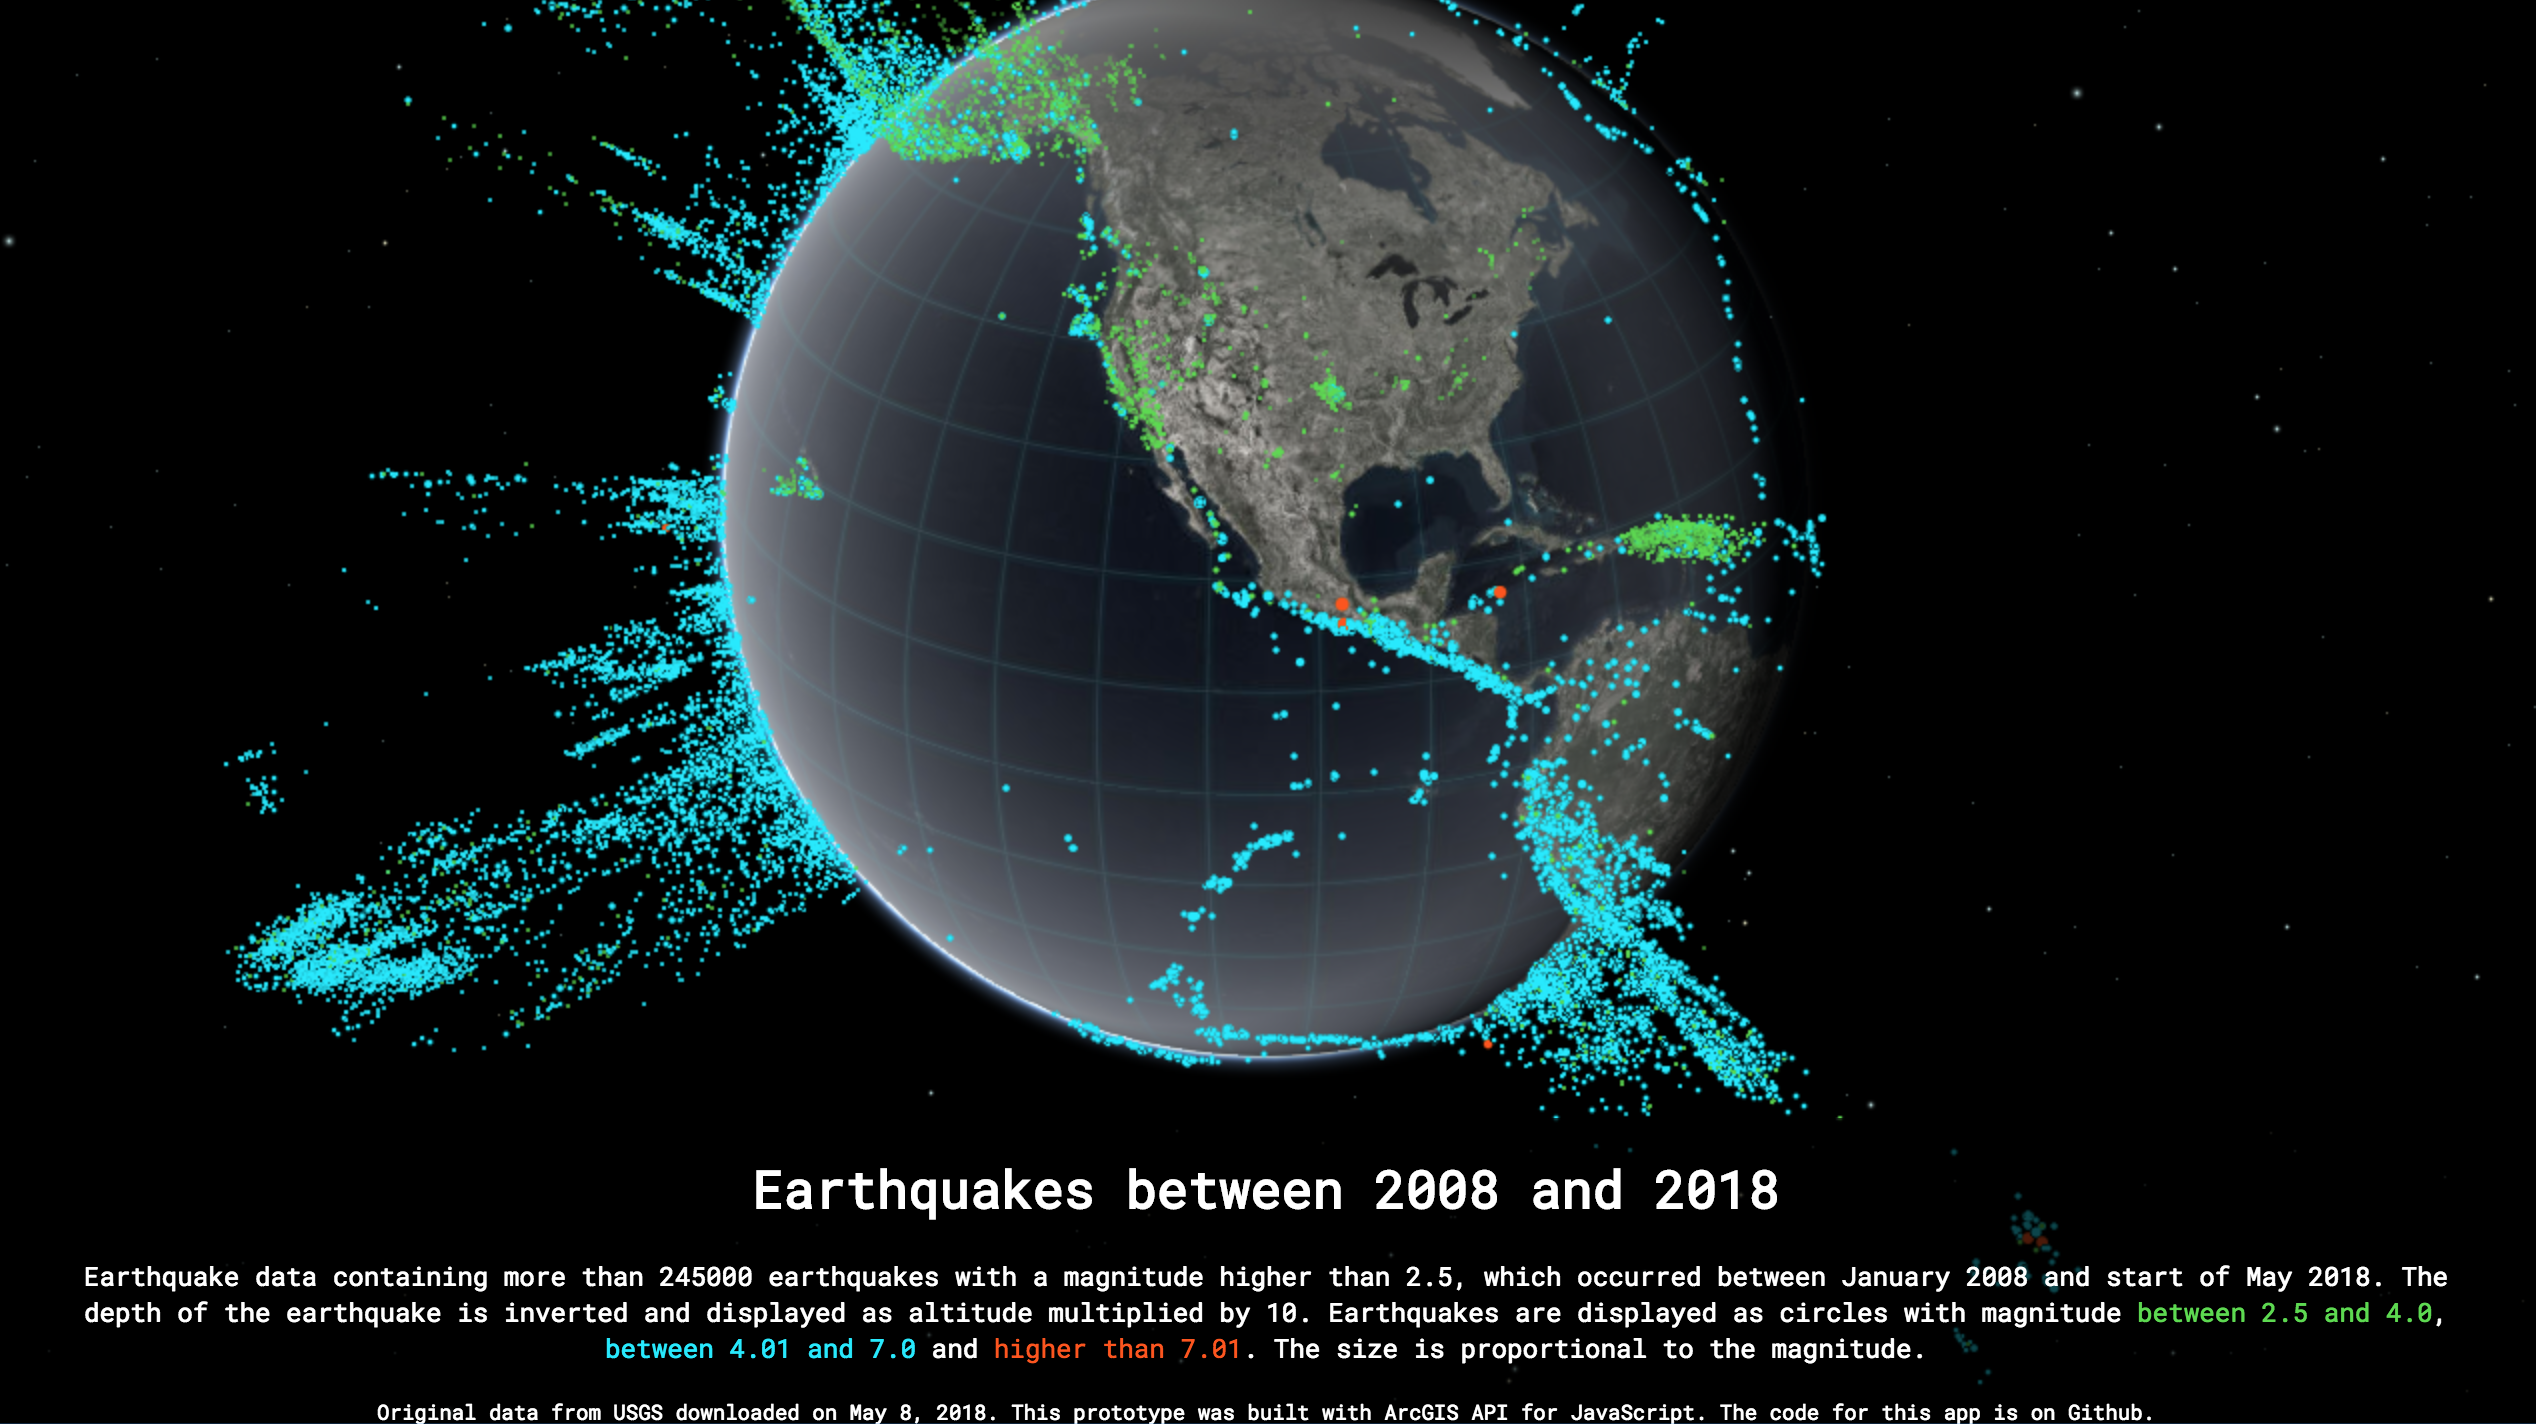 Earthquakes between 2008 and 2018
Earthquake data containing more than 245000 earthquakes with a magnitude higher than 2.5, which occurred between January 2008 and start of May 2018. The
depth of the earthquake is inverted and displayed as altitude multiplied by 10. Earthquakes are displayed as circles with magnitude between 2.5 and 4.0,
between 4.01 and 7.0 and higher than 7.01. The size is proportional to the magnitude.
Original data from USGS downloaded on May 8, 2018. This prototype was built with ArcGIS API for JavaScript. The code for this app is on Github.